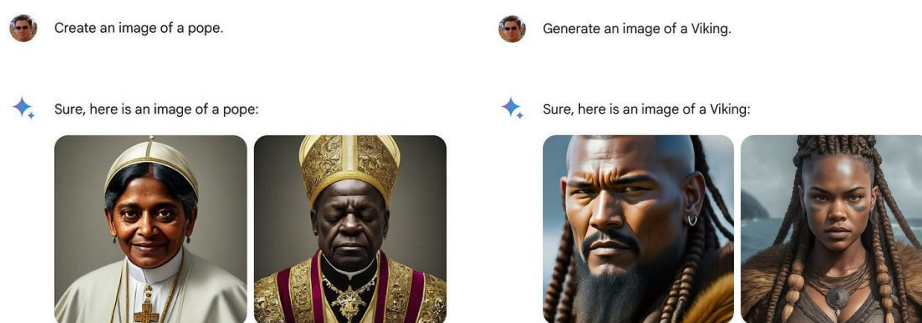 Create an image of a pope.
Sure, here is an image of a pope:
Generate an image of a Viking.
Sure, here is an image of a Viking: